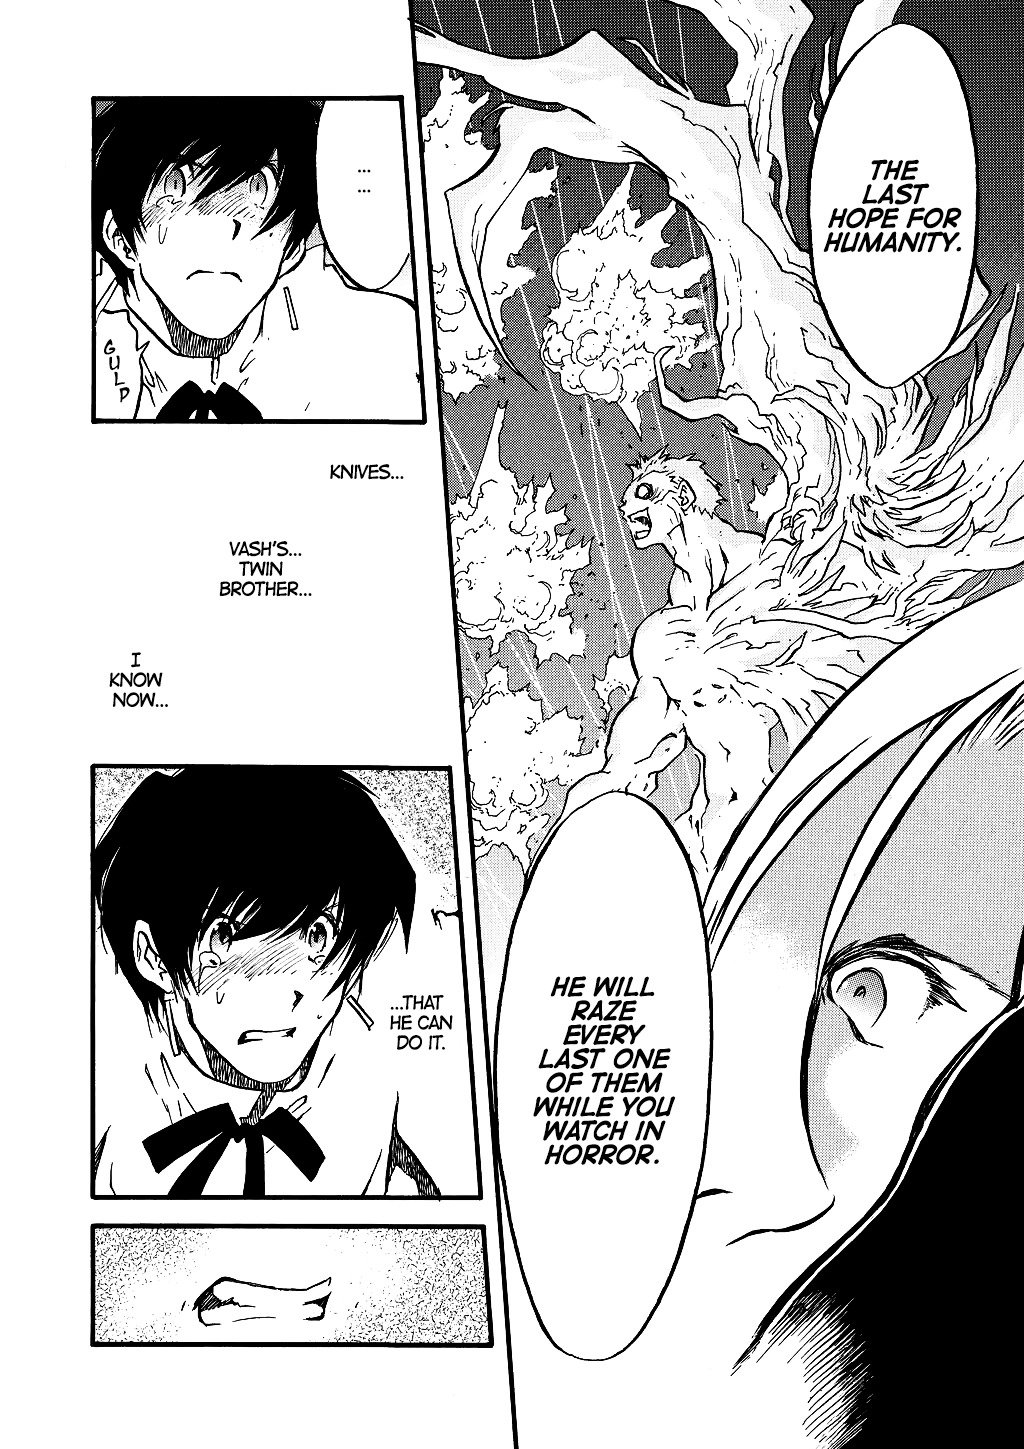 THE
LAST
HOPE FOR
HUMANITY.
HE WILL
RAZE
EVERY
LAST ONE
OF THEM
WHILE YOU
WATCH IN
HORROR.
...
...
GULP
KNIVES...
VASH'S...
TWIN
BROTHER...
I
KNOW
NOW...
...THAT
HE CAN
DO IT.